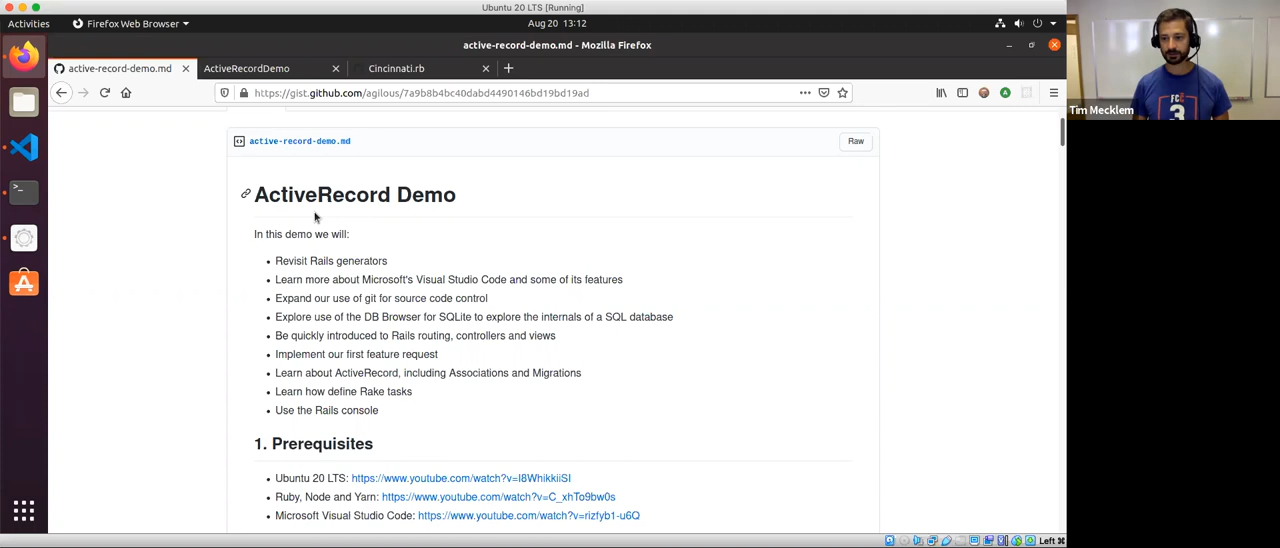 Ubuntu 20 LTS [Running]
Activities
Firefox Web Browser
Aug 20 13:12
active-record-demo.md - Mozilla Firefox
active-record-demo.md
ActiveRecordDemo
Cincinnati.rb
https://gist.github.com/agilous/7a9b8b4bc40dabd4490146bd19bd19ad
active-record-demo.md
Raw
ActiveRecord Demo
In this demo we will:
• Revisit Rails generators
• Learn more about Microsoft's Visual Studio Code and some of its features
• Expand our use of git for source code control
• Explore use of the DB Browser for SQLite to explore the internals of a SQL database
• Be quickly introduced to Rails routing, controllers and views
• Implement our first feature request
• Learn about ActiveRecord, including Associations and Migrations
• Learn how define Rake tasks
• Use the Rails console
1. Prerequisites
• Ubuntu 20 LTS: https://www.youtube.com/watch?v=I8WhikkiiSI
• Ruby, Node and Yarn: https://www.youtube.com/watch?v=C_xhTo9bw0s
• Microsoft Visual Studio Code: https://www.youtube.com/watch?v=rizfyb1-u6Q
Left ⌘
Tim Mecklem
FCC
3